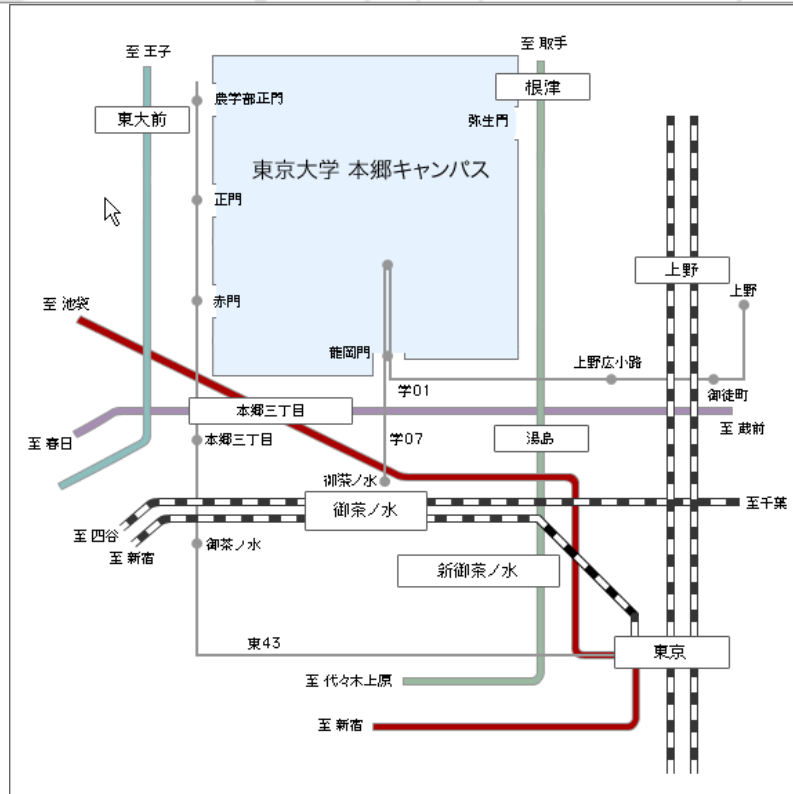 至 王子
至 取手
根津
農学部正門
東大前
弥生門
東京大学 本郷キャンパス
正門
上野
上野
至 池袋
赤門
龍岡門
上野広小路
学01
御徒町
本郷三丁目
至 蔵前
至 春日
本郷三丁目
学07
湯島
御茶ノ水
御茶ノ水
至千葉
至 四谷
至 新宿
御茶ノ水
新御茶ノ水
東43
東京
至 代々木上原
至 新宿